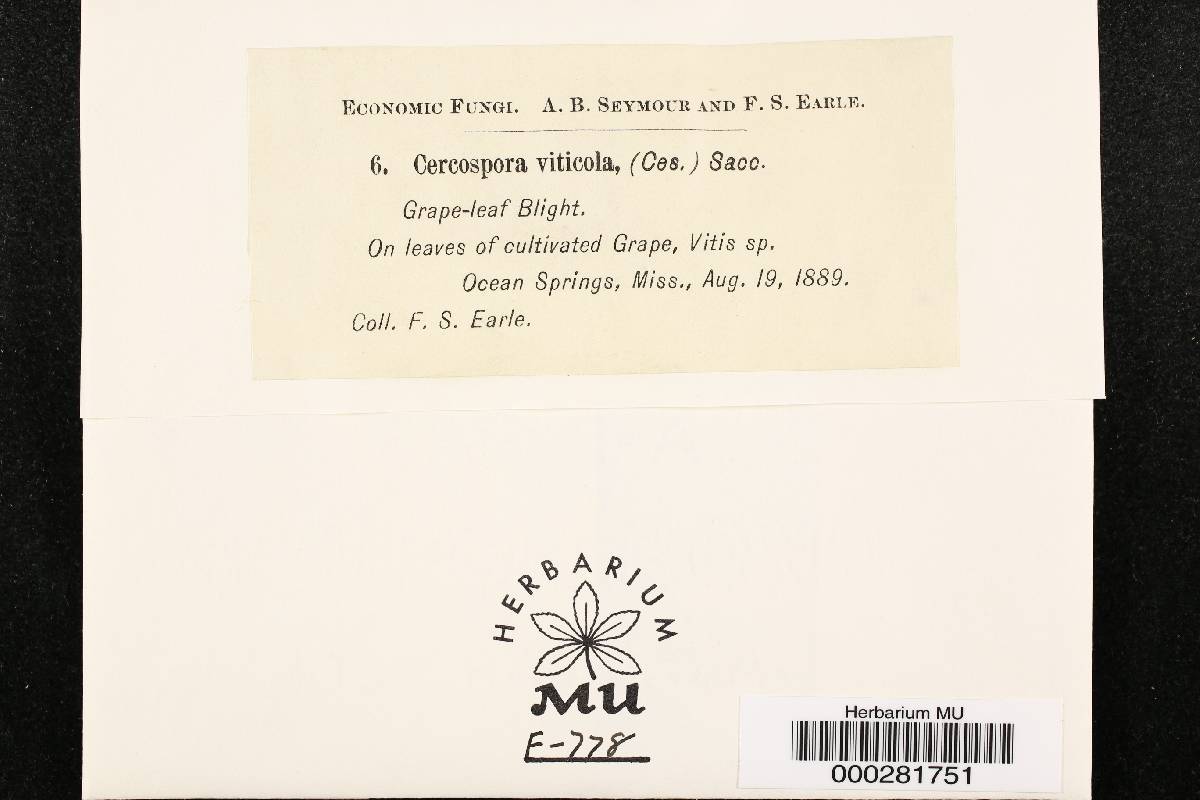 ECONOMIC FUNGI. A. B. SEYMOUR AND F. S. EARLE.
6. Cercospora viticola, (Ces.) Sacc.
Grape-leaf Blight.
On leaves of cultivated Grape, Vitis sp.
Ocean Springs, Miss., Aug. 19, 1889.
Coll. F. S. Earle.
HERBARIUM
MU
F-778
Herbarium MU
000281751